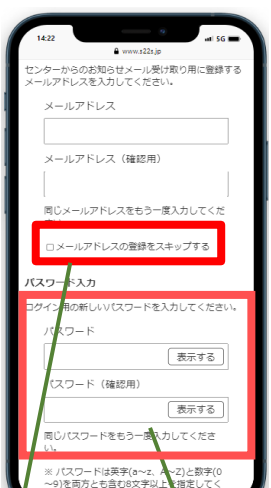 14:22
5G
www.s22s.jp
センターからのお知らせメール受け取り用に登録する
メールアドレスを入力してください。
メールアドレス
メールアドレス（確認用）
同じメールアドレスをもう一度入力してくだ
□メールアドレスの登録をスキップする
パスワード入力
ログイン用の新しいパスワードを入力してください。
パスワード
表示する
パスワード（確認用）
表示する
同じパスワードをもう一度入力してくださ
い。
※ パスワードは英字(a~z、A~Z)と数字(0
~9)を両方とも含む8文字以上を指定してく